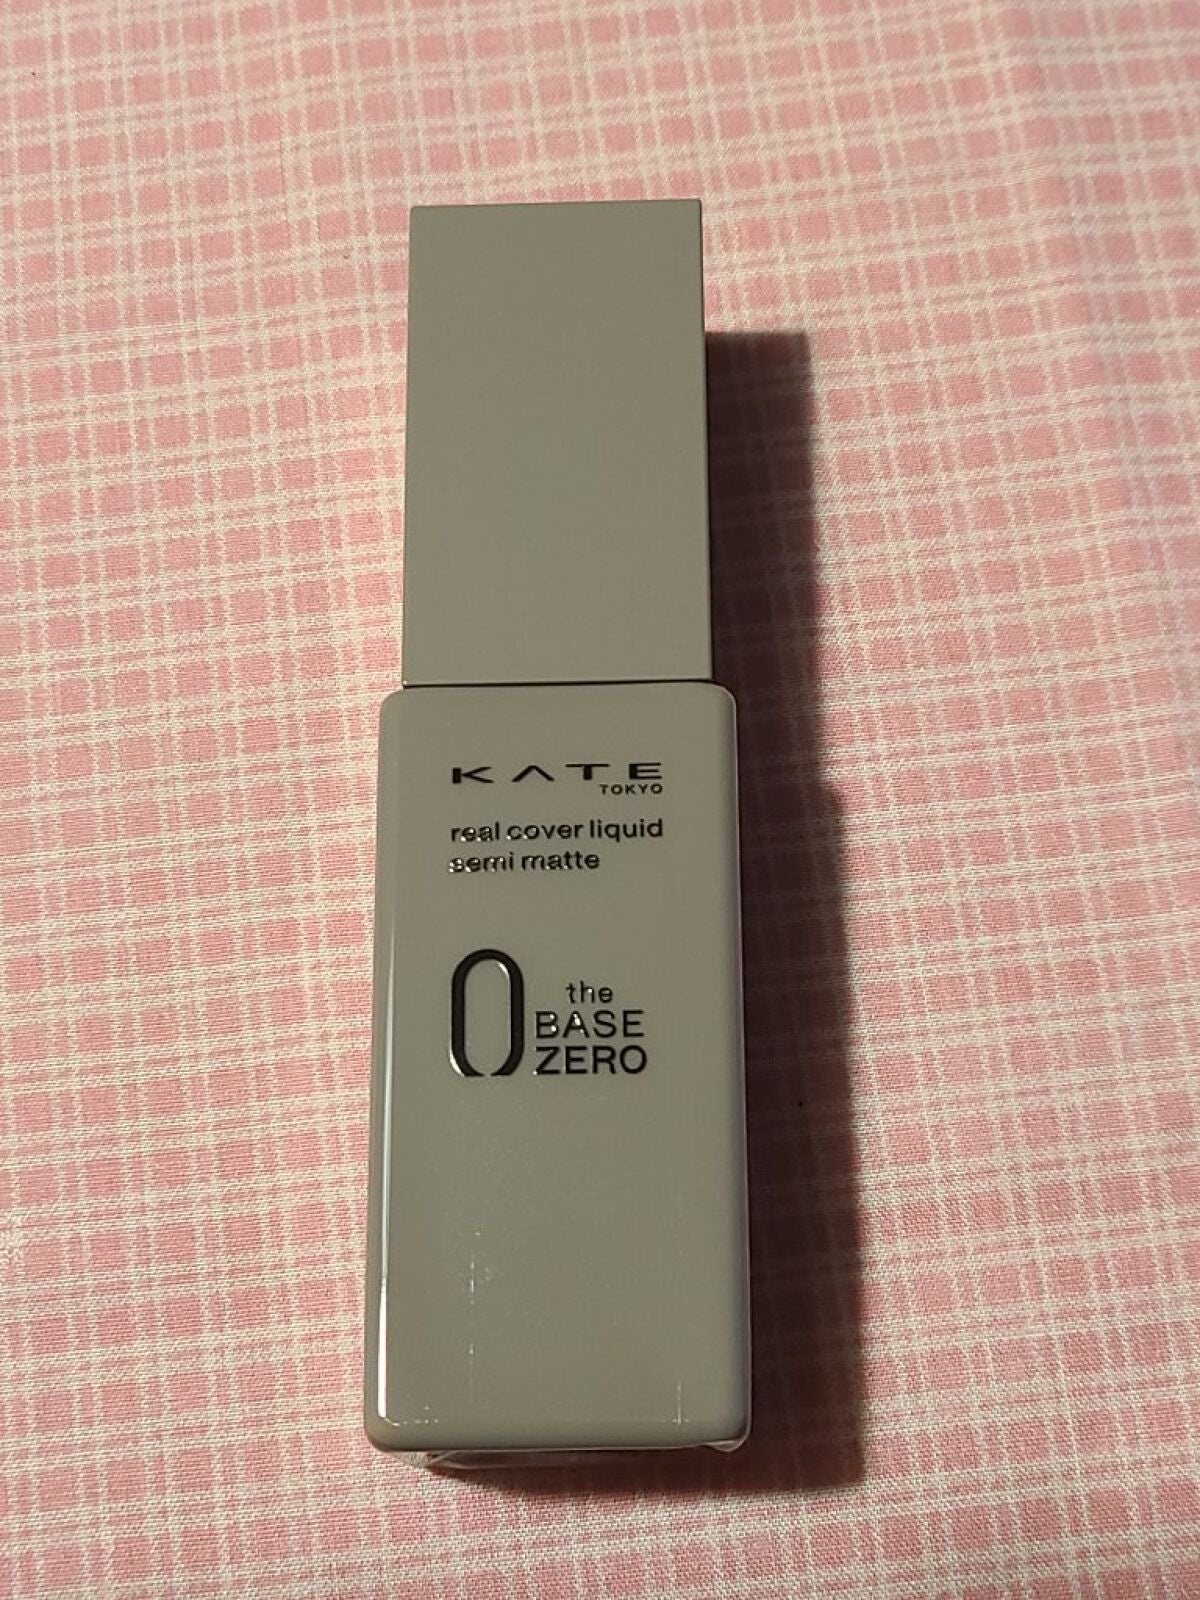 KATE
TOKYO
real cover liquid
semi matte
0 the
BASE
ZERO